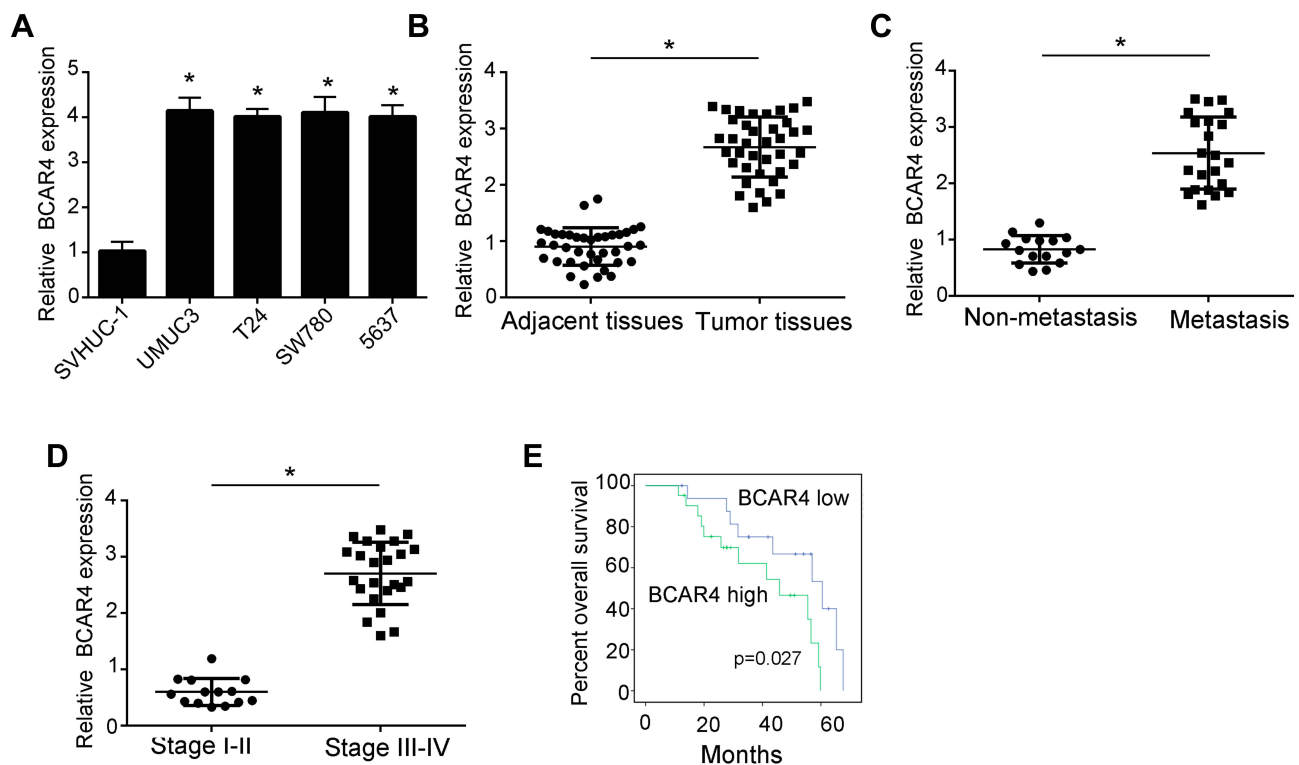 A
Relative BCAR4 expression
5
4
3
2
1
0
* * * *
SVHUC-1
UMUC3
T24
SW780
5637
B
Relative BCAR4 expression
4
3
2
1
0
*
Adjacent tissues Tumor tissues
C
Relative BCAR4 expression
4
3
2
1
0
*
Non-metastasis Metastasis
D
Relative BCAR4 expression
4
3
2
1
0
*
Stage I-II Stage III-IV
E
Percent overall survival
100
80
60
40
20
0
BCAR4 low
BCAR4 high
p=0.027
0 20 40 60
Months